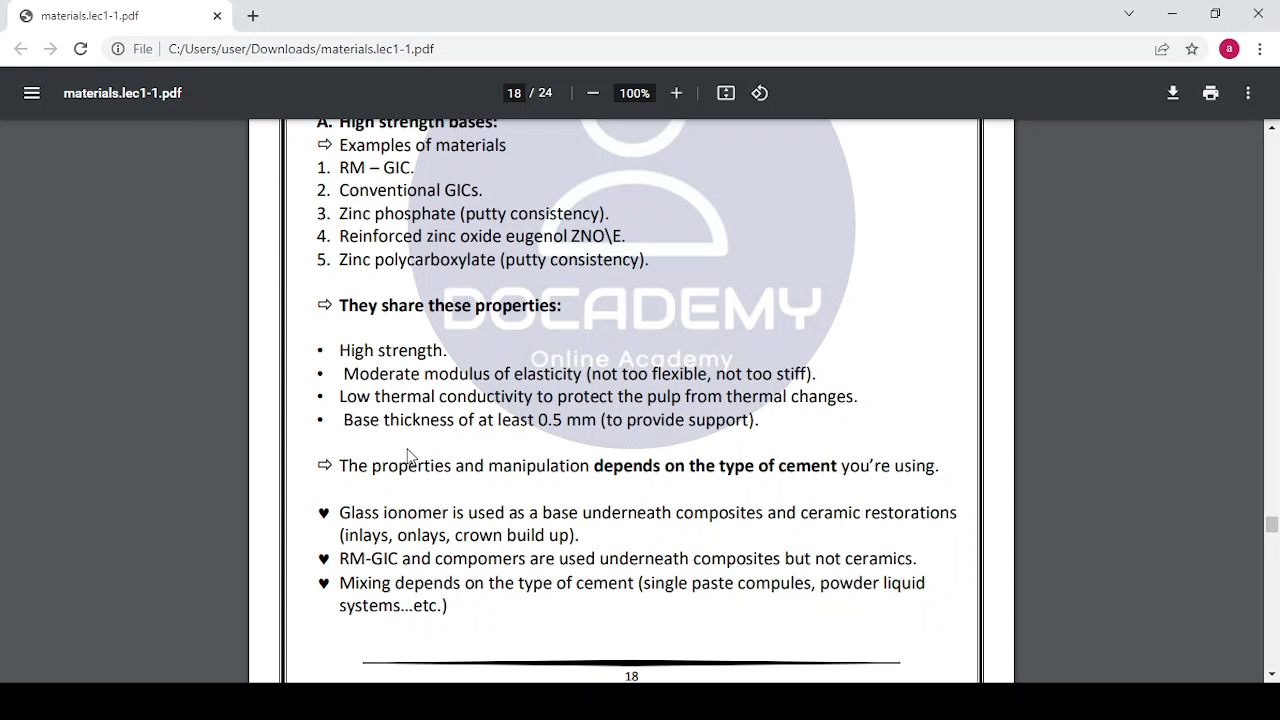 materials.lec1-1.pdf
File
C:/Users/user/Downloads/materials.lec1-1.pdf
a
materials.lec1-1.pdf
18 / 24
100%
A. High strength bases:
⇨ Examples of materials
1. RM – GIC.
2. Conventional GICs.
3. Zinc phosphate (putty consistency).
4. Reinforced zinc oxide eugenol ZNO\E.
5. Zinc polycarboxylate (putty consistency).
⇨ They share these properties:
DOCADEMY
Online Academy
• High strength.
• Moderate modulus of elasticity (not too flexible, not too stiff).
• Low thermal conductivity to protect the pulp from thermal changes.
• Base thickness of at least 0.5 mm (to provide support).
⇨ The properties and manipulation depends on the type of cement you’re using.
♥ Glass ionomer is used as a base underneath composites and ceramic restorations
(inlays, onlays, crown build up).
♥ RM-GIC and compomers are used underneath composites but not ceramics.
♥ Mixing depends on the type of cement (single paste compules, powder liquid
systems...etc.)
18